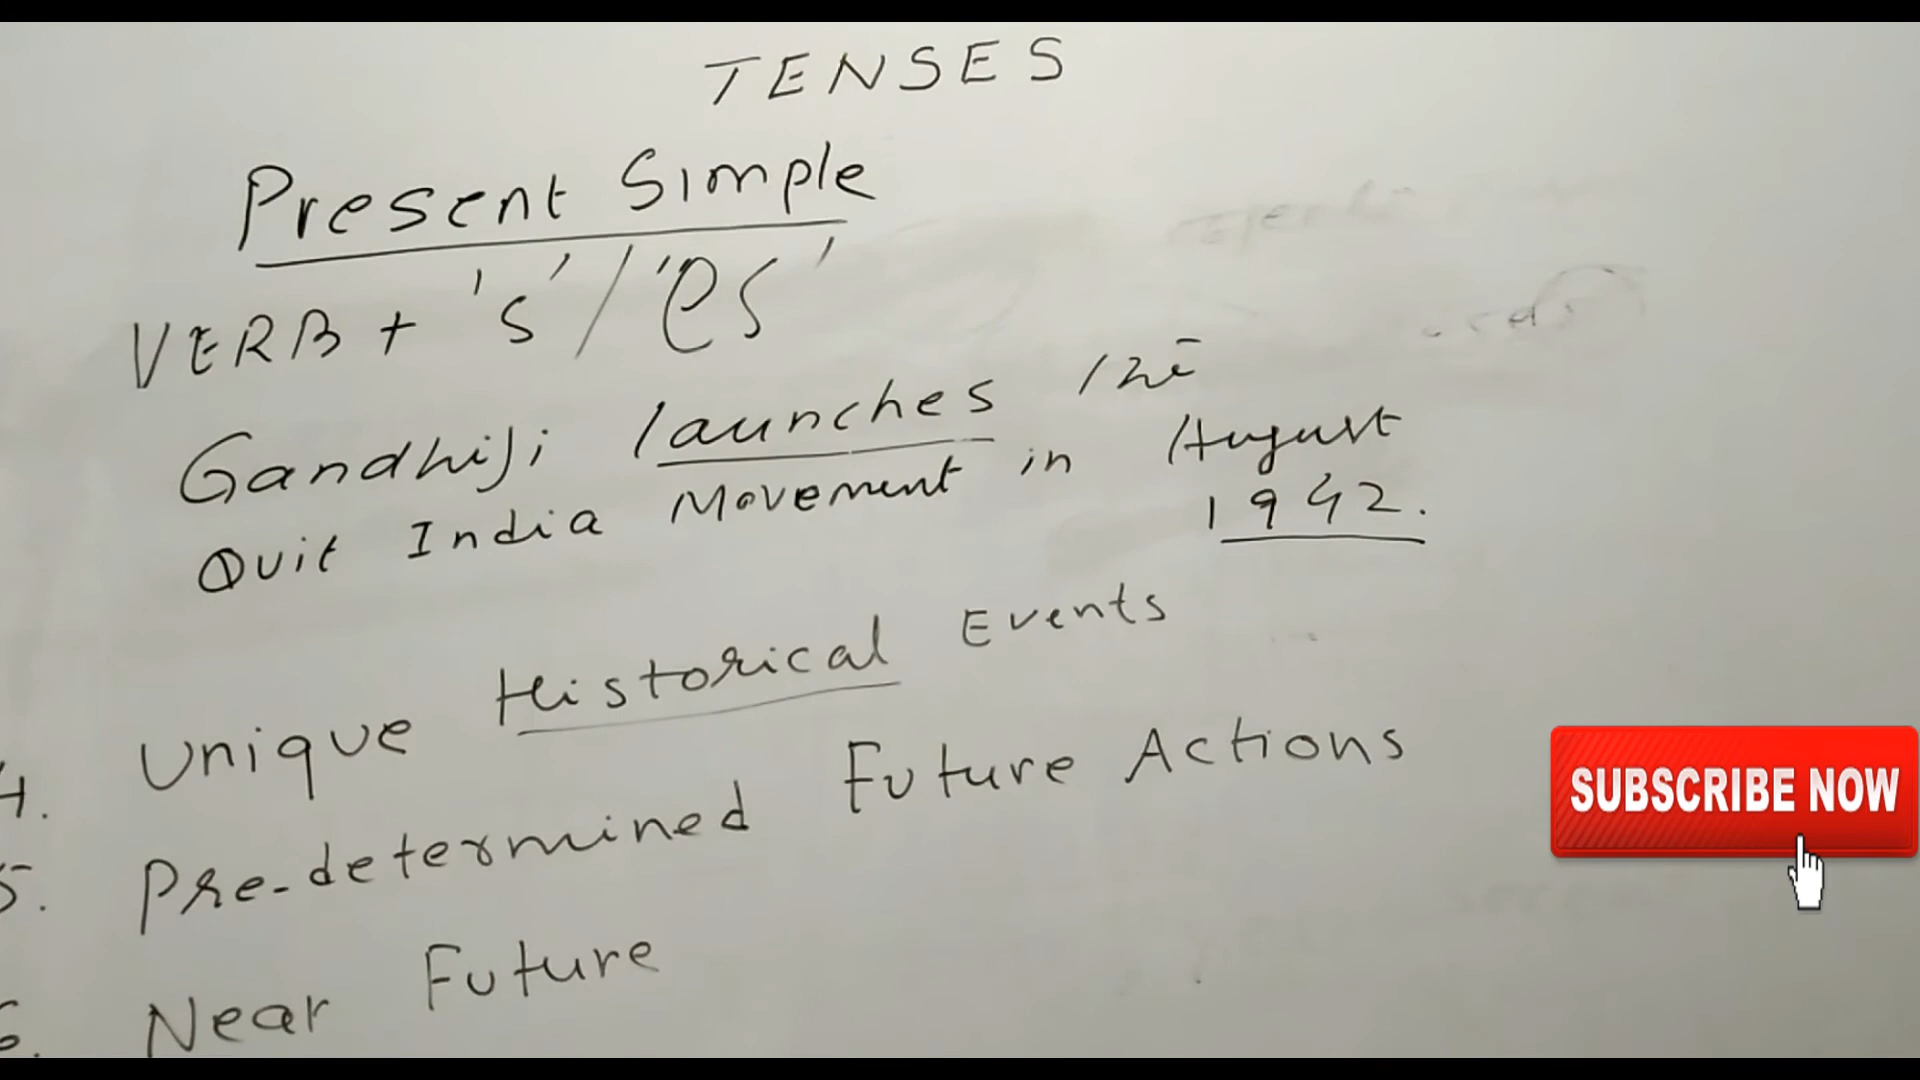 TENSES
Present Simple
VERB + 's' / 'es'
Gandhiji launches the
Quit India Movement in August
1942.
4. Unique Historical Events
5. Pre-determined Future Actions
6. Near Future
SUBSCRIBE NOW